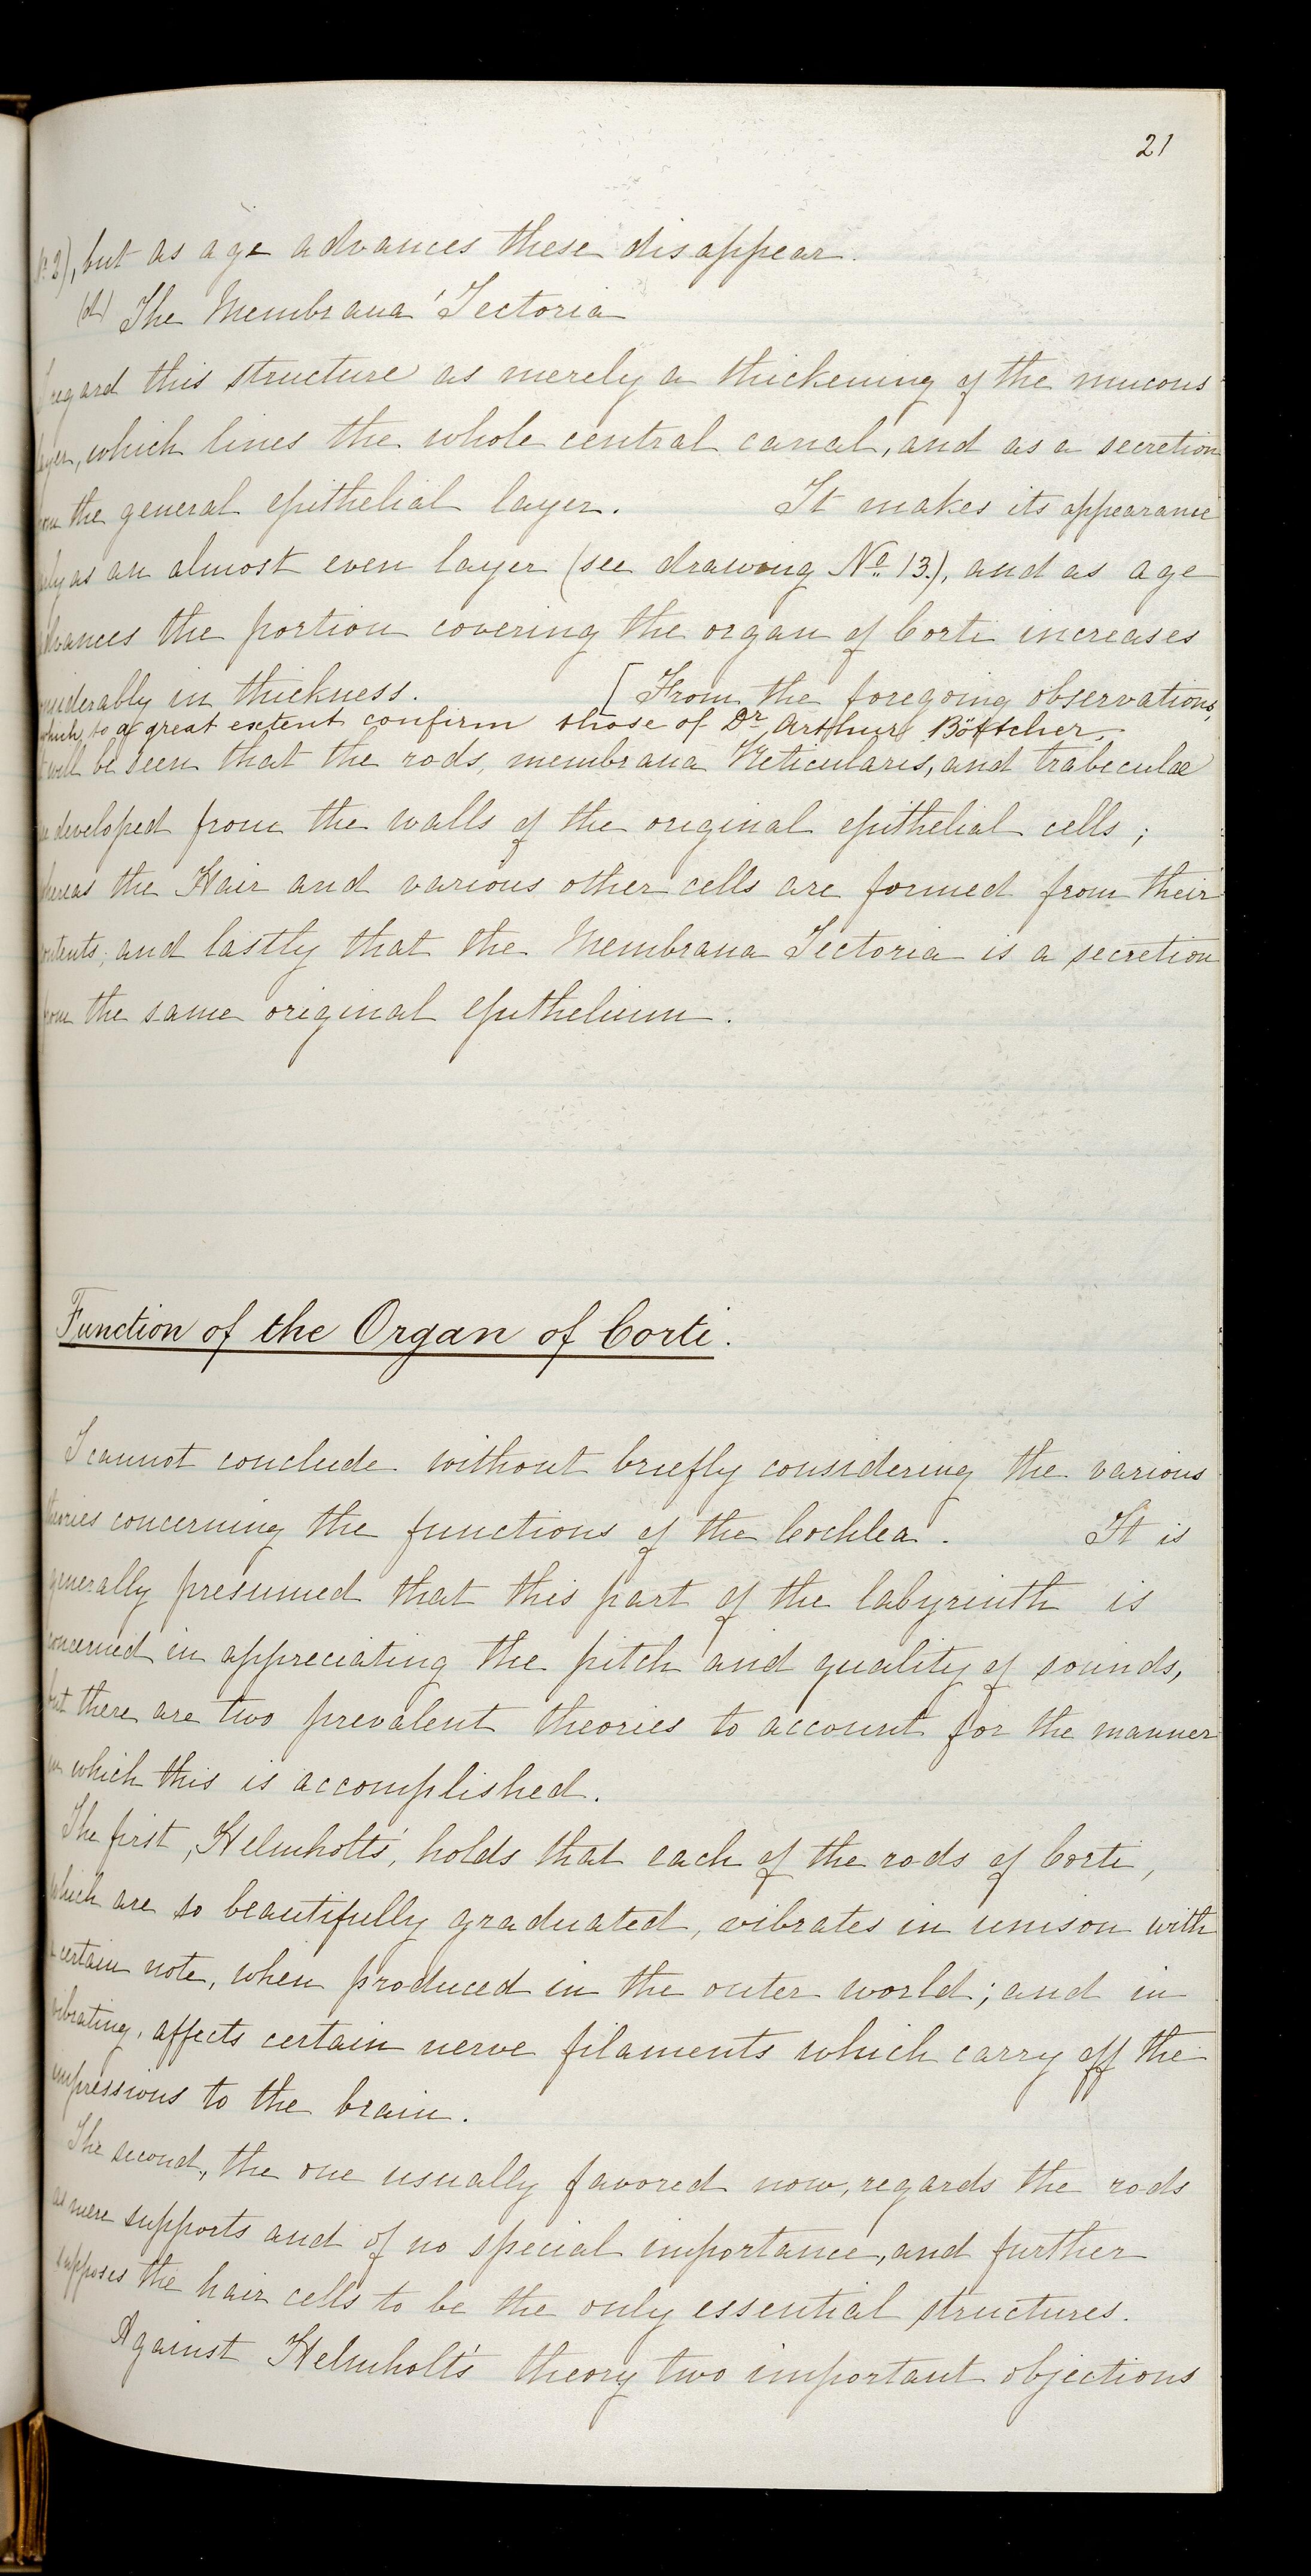 21
No 3), but as age advances these disappear.
(d) The Membrana Tectoria
I regard this structure as merely a thickening of the mucous
layer, which lines the whole central canal, and as a secretion
from the general epithelial layer. It makes its appearance
early as an almost even layer (see drawing No. 13.), and as age
advances the portion covering the organ of Corti increases
considerably in thickness. [From the foregoing observations,
which, to a great extent confirm those of Dr. Arthur Böttcher,
it will be seen that the rods, membrana Reticularis, and trabeculae
are developed from the walls of the original epithelial cells;
whereas the Hair and various other cells are formed from their
contents; and lastly that the Membrana Tectoria is a secretion
from the same original epithelium.
Function of the Organ of Corti.
I cannot conclude without briefly considering the various
theories concerning the functions of the Cochlea. It is
generally presumed that this part of the labyrinth is
concerned in appreciating the pitch and quality of sounds,
but there are two prevalent theories to account for the manner
in which this is accomplished.
The first, Helmholts', holds that each of the rods of Corti,
which are so beautifully graduated, vibrates in unison with
a certain note, when produced in the outer world; and in
vibrating, affects certain nerve filaments which carry off the
impressions to the brain.
The second, the one usually favored now, regards the rods
as mere supports and of no special importance, and further
supposes the hair cells to be the only essential structures.
Against Helmholt's theory two important objections